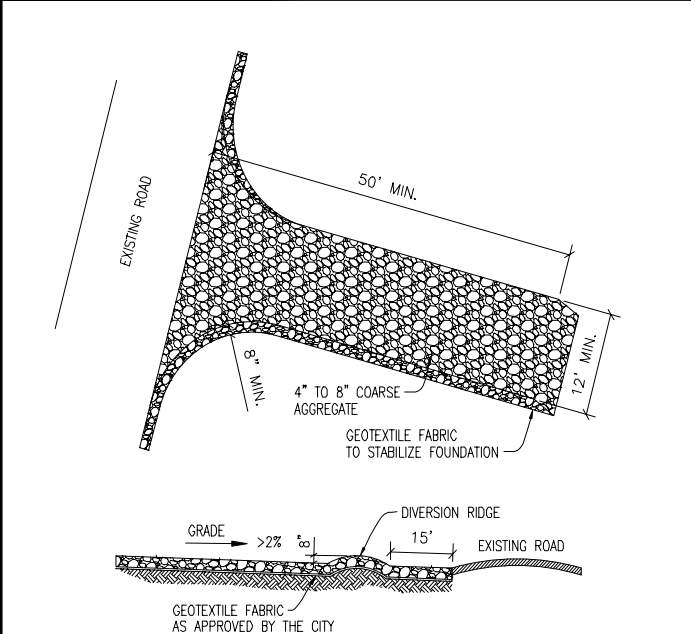 50' MIN.
EXISTING ROAD
12' MIN.
8" MIN.
4" TO 8" COARSE
AGGREGATE
GEOTEXTILE FABRIC
TO STABILIZE FOUNDATION
DIVERSION RIDGE
GRADE
>2%
8"
15'
EXISTING ROAD
GEOTEXTILE FABRIC
AS APPROVED BY THE CITY